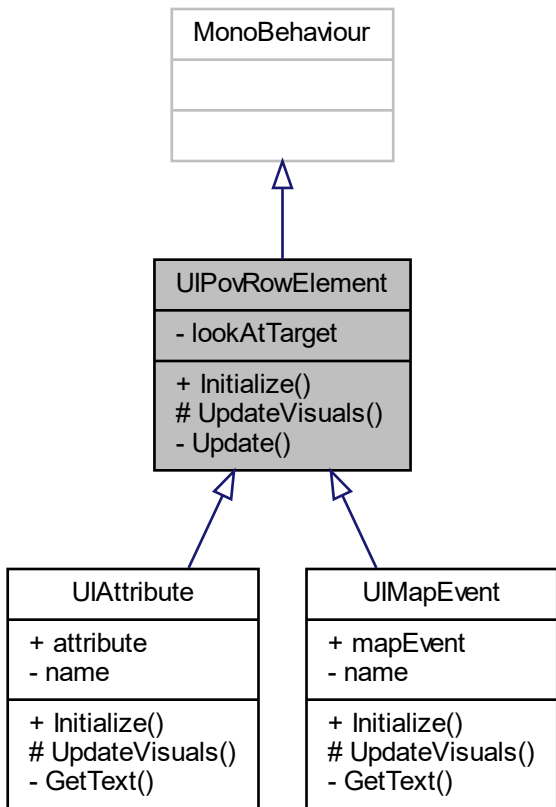 MonoBehaviour
UIPovRowElement
- lookAtTarget
+ Initialize()
# UpdateVisuals()
- Update()
UIAttribute
+ attribute
- name
+ Initialize()
# UpdateVisuals()
- GetText()
UIMapEvent
+ mapEvent
- name
+ Initialize()
# UpdateVisuals()
- GetText()